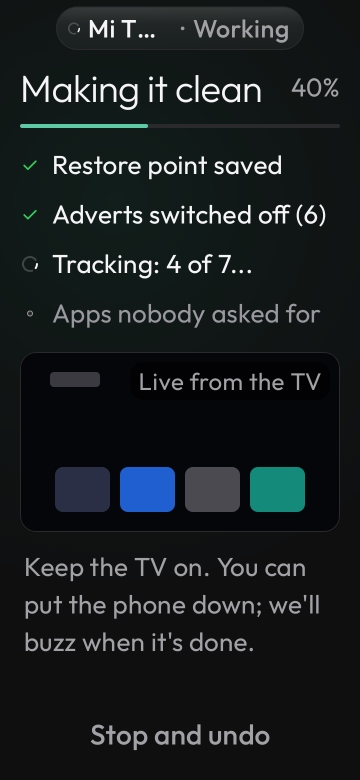 Mi T... · Working
Making it clean 40%
Restore point saved
Adverts switched off (6)
Tracking: 4 of 7...
Apps nobody asked for
Live from the TV
Keep the TV on. You can
put the phone down; we'll
buzz when it's done.
Stop and undo